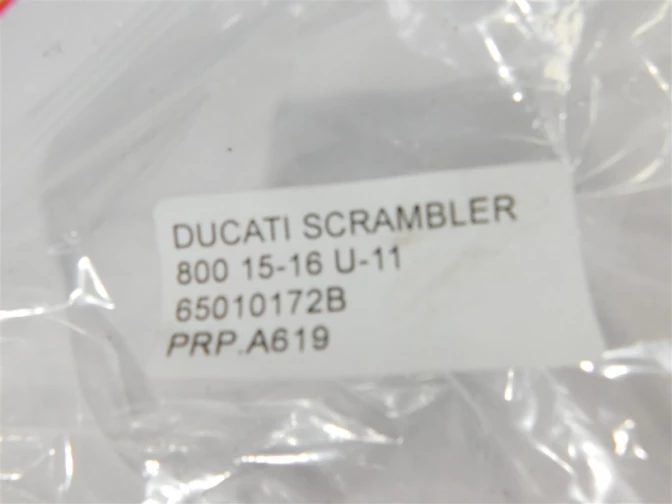 DUCATI SCRAMBLER
800 15-16 U-11
65010172B
PRP.A619